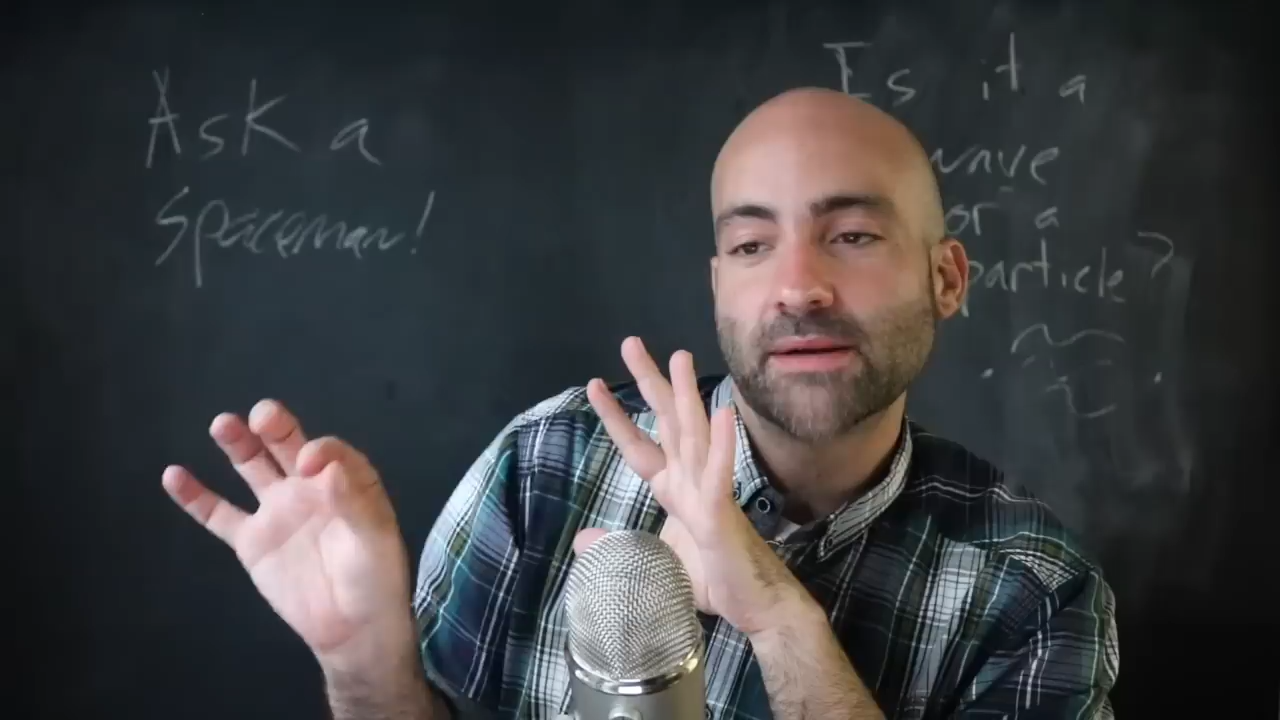 Ask a
Spaceman!
Is it a
wave
or a
particle?